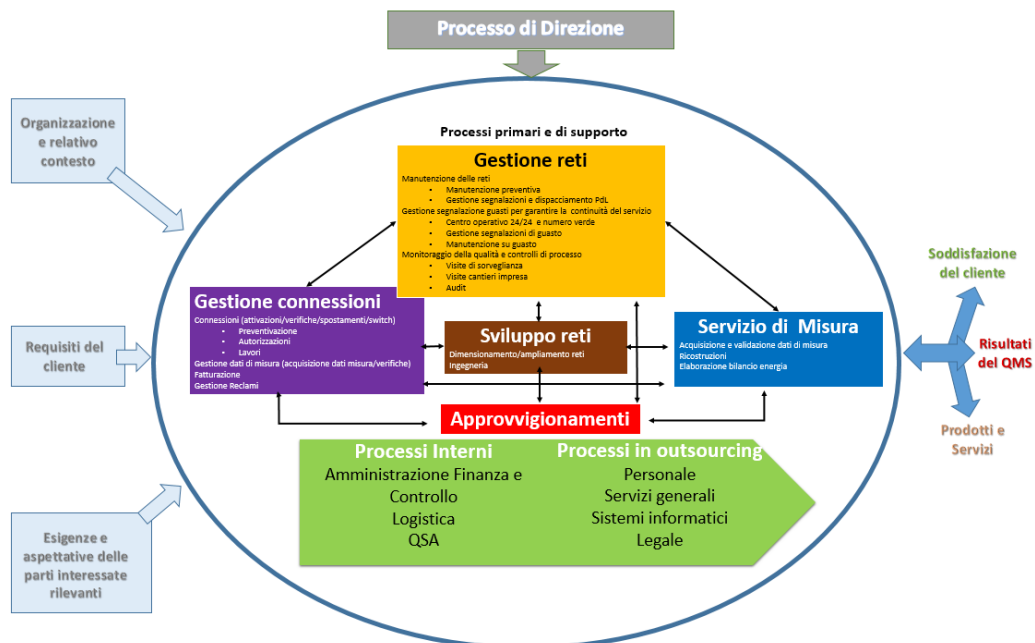 Processo di Direzione
Organizzazione
e relativo
contesto
Processi primari e di supporto
Gestione reti
Manutenzione delle reti
• Manutenzione preventiva
• Gestione segnalazioni e dispacciamento PdL
Gestione segnalazione guasti per garantire la continuità del servizio
• Centro operativo 24/24 e numero verde
• Gestione segnalazioni di guasto
• Manutenzione su guasto
Monitoraggio della qualità e controlli di processo
• Visite di sorveglianza
• Visite cantieri impresa
• Audit
Gestione connessioni
Connessioni (attivazioni/verifiche/spostamenti/switch)
• Preventivazione
• Autorizzazioni
• Lavori
Gestione dati di misura (acquisizione dati misura/verifiche)
Fatturazione
Gestione Reclami
Sviluppo reti
Dimensionamento/ampliamento reti
Ingegneria
Servizio di Misura
Acquisizione e validazione dati di misura
Ricostruzioni
Elaborazione bilancio energia
Requisiti del
cliente
Soddisfazione
del cliente
Risultati
del QMS
Prodotti e
Servizi
Approvvigionamenti
Processi Interni
Amministrazione Finanza e
Controllo
Logistica
QSA
Processi in outsourcing
Personale
Servizi generali
Sistemi informatici
Legale
Esigenze e
aspettative delle
parti interessate
rilevanti